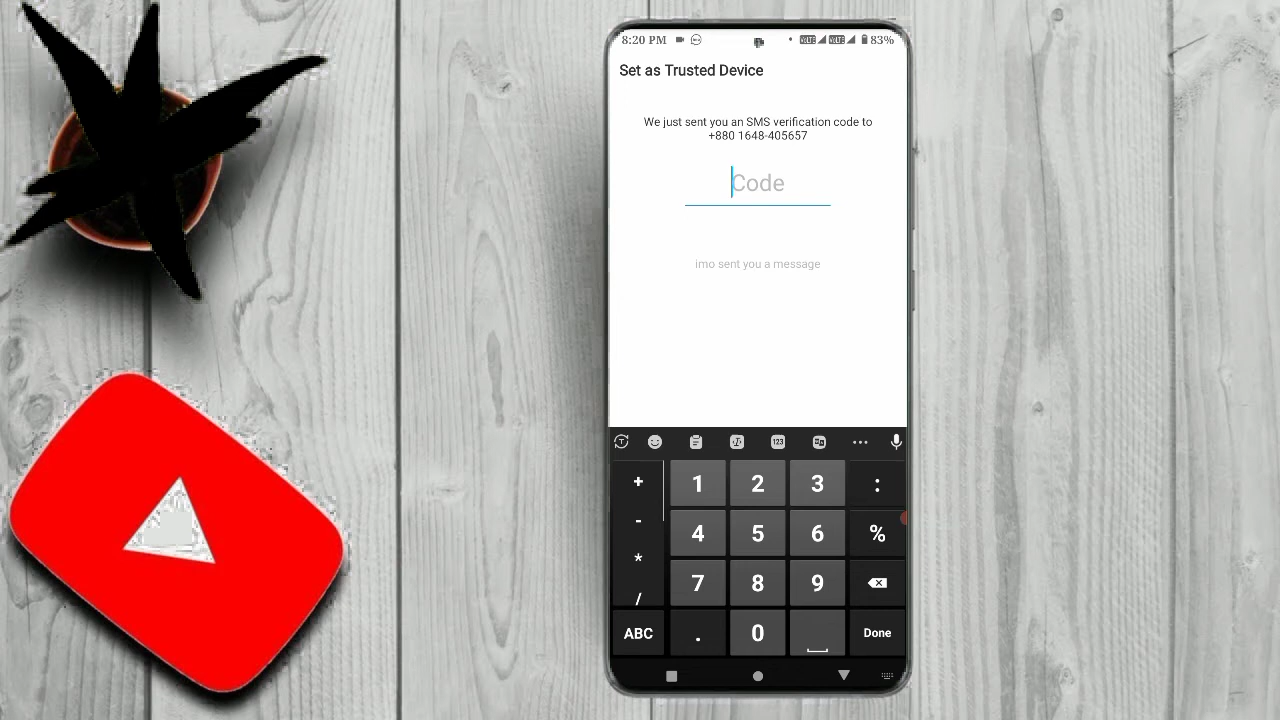 8:20 PM
83%
Set as Trusted Device
We just sent you an SMS verification code to
+880 1648-405657
Code
imo sent you a message
+ 1 2 3 :
- 4 5 6 %
* 7 8 9
/
ABC . 0 Done